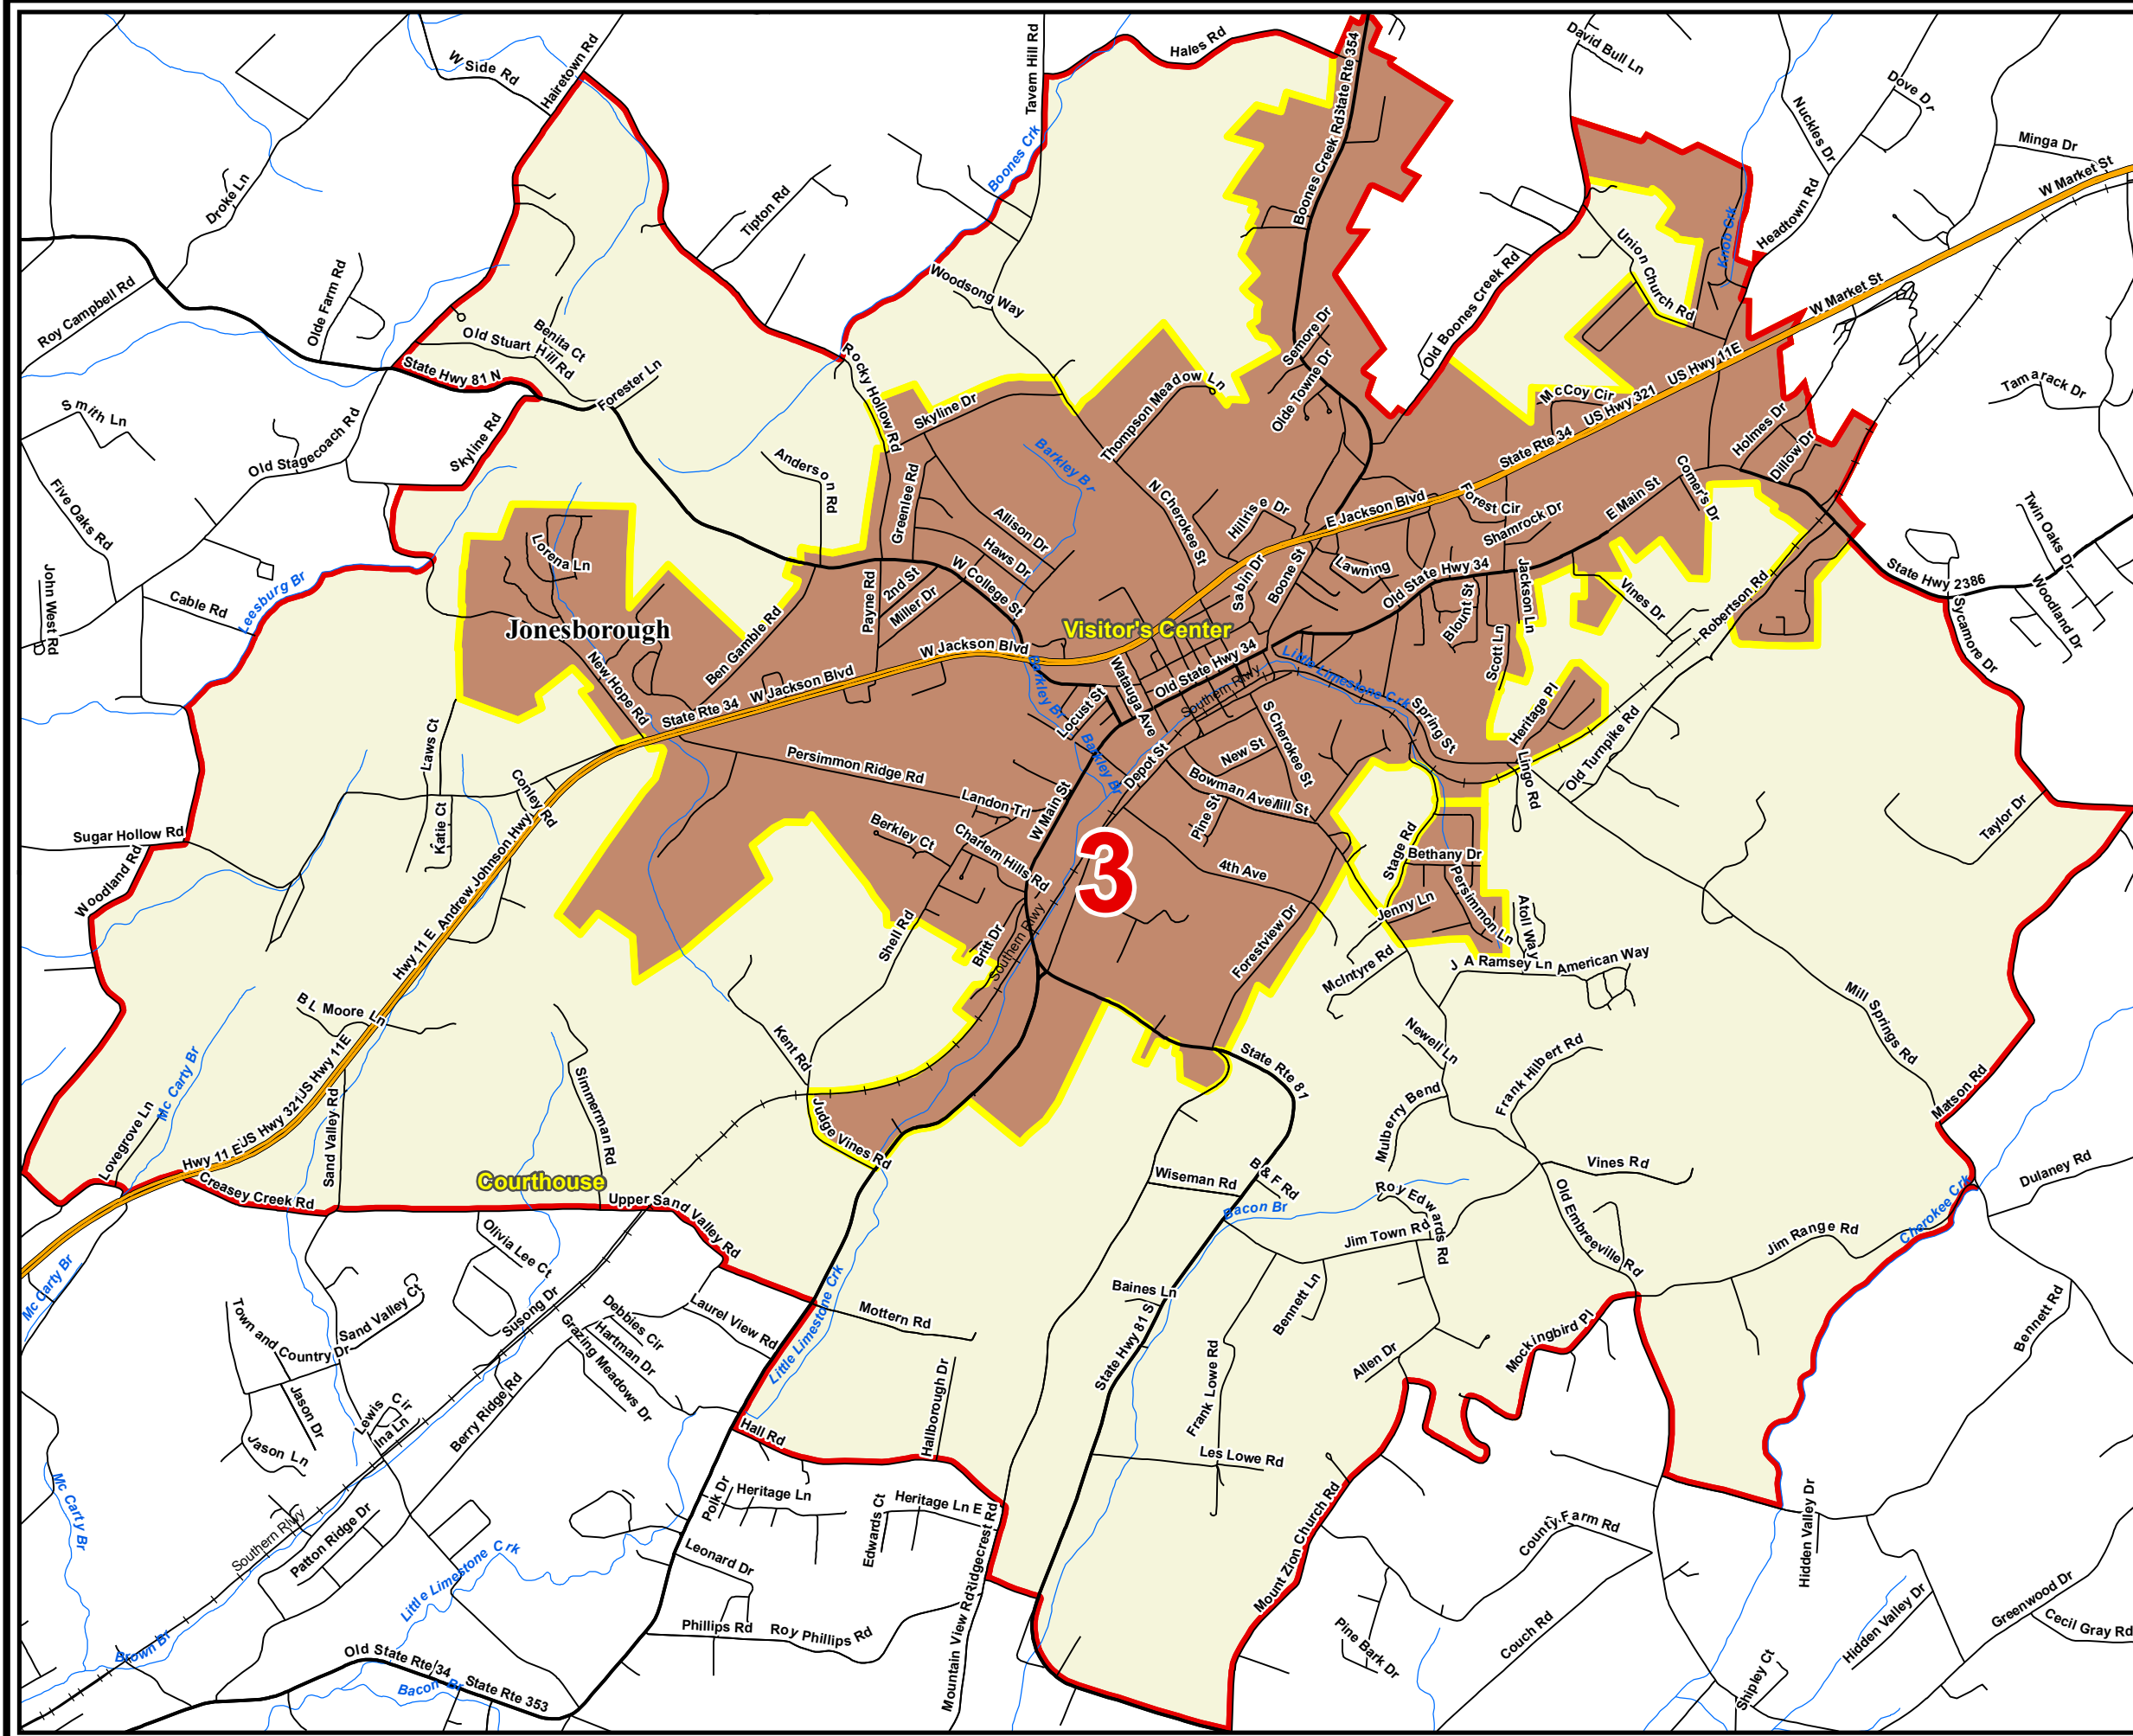 W Side Rd
Hairetown Rd
Tavern Hill Rd
Hales Rd
State Rte 354
Boones Creek Rd
David Bull Ln
Dove Dr
Nuckles Dr
Minga Dr
W Market St
Droke Ln
Tipton Rd
Boones Crk
Boones Creek Rd
Knob Crk
Headtown Rd
Union Church Rd
Roy Campbell Rd
Olde Farm Rd
Woodsong Way
Old Boones Creek Rd
W Market St
Benita Ct
Old Stuart Hill Rd
State Hwy 81 N
Forester Ln
Rocky Hollow Rd
Semore Dr
Olde Towne Dr
US Hwy 11E
Tamarack Dr
Smith Ln
Old Stagecoach Rd
Skyline Rd
Skyline Dr
Thompson Meadow Ln
McCoy Cir
US Hwy 321
State Rte 34
Holmes Dr
Dillow Dr
Five Oaks Rd
Anderson Rd
Greenlee Rd
Barkley Br
N Cherokee St
Hillrise Dr
E Jackson Blvd
Forest Cir
Shamrock Dr
E Main St
Comer's Dr
Twin Oaks Dr
Lorena Ln
Allison Dr
Haws Dr
W College St
John West Rd
Cable Rd
Leesburg Br
Payne Rd
2nd St
Miller Dr
Sabin Dr
Boone St
Lawning
Old State Hwy 34
Blount St
Jackson Ln
Scott Ln
Vines Dr
Robertson Rd
State Hwy 2386
Sycamore Dr
Woodland Dr
Jonesborough
Visitor's Center
New Hope Rd
Ben Gamble Rd
W Jackson Blvd
W Jackson Blvd
State Rte 34
Barkley Br
Locust St
Watauga Ave
Old State Hwy 34
Southern Rlwy
Little Limestone Crk
Spring St
Heritage Pl
Lingo Rd
Old Turnpike Rd
Laws Ct
Conley Rd
Katie Ct
Persimmon Ridge Rd
Landon Trl
Barkley Br
Depot St
New St
S Cherokee St
Bowman Ave
Mill St
Pine St
Sugar Hollow Rd
Woodland Rd
Berkley Ct
Charlem Hills Rd
W Main St
3
4th Ave
Stage Rd
Bethany Dr
Persimmon Ln
Jenny Ln
Atoll Way
Taylor Dr
Andrew Johnson Hwy
Hwy 11 E
Shell Rd
Britt Dr
Southern Rlwy
Forestview Dr
McIntyre Rd
J A Ramsey Ln
American Way
B L Moore Ln
Kent Rd
Newell Ln
Frank Hilbert Rd
Mill Springs Rd
Matson Rd
Mc Carty Br
Lovegrove Ln
Hwy 11 E
US Hwy 321
US Hwy 11E
Sand Valley Rd
Simmerman Rd
Judge Vines Rd
State Rte 81
Mulberry Bend
Creasey Creek Rd
Courthouse
Upper Sand Valley Rd
Wiseman Rd
B & F Rd
Bacon Br
Roy Edwards Rd
Vines Rd
Old Embreeville Rd
Dulaney Rd
Cherokee Crk
Mc Carty Br
Olivia Lee Ct
Jim Town Rd
Jim Range Rd
Town and Country Dr
Sand Valley Ct
Susong Dr
Debbies Cir
Hartman Dr
Grazing Meadows Dr
Laurel View Rd
Little Limestone Crk
Mottern Rd
Baines Ln
State Hwy 81 S
Bennett Ln
Allen Dr
Mockingbird Pl
Bennett Rd
Jason Dr
Jason Ln
Lewis Cir
Ina Ln
Berry Ridge Rd
Hall Rd
Hallborough Dr
Frank Lowe Rd
Les Lowe Rd
Mc Carty Br
Southern Rlwy
Patton Ridge Dr
Polk Dr
Heritage Ln
Edwards Ct
Heritage Ln E
Ridgecrest Rd
Mount Zion Church Rd
County Farm Rd
Hidden Valley Dr
Little Limestone Crk
Leonard Dr
Phillips Rd
Roy Phillips Rd
Mountain View Rd
Pine Bark Dr
Couch Rd
Hidden Valley Dr
Greenwood Dr
Cecil Gray Rd
Brown Br
Old State Rte 34
State Rte 353
Bacon Br
Shipley Ct